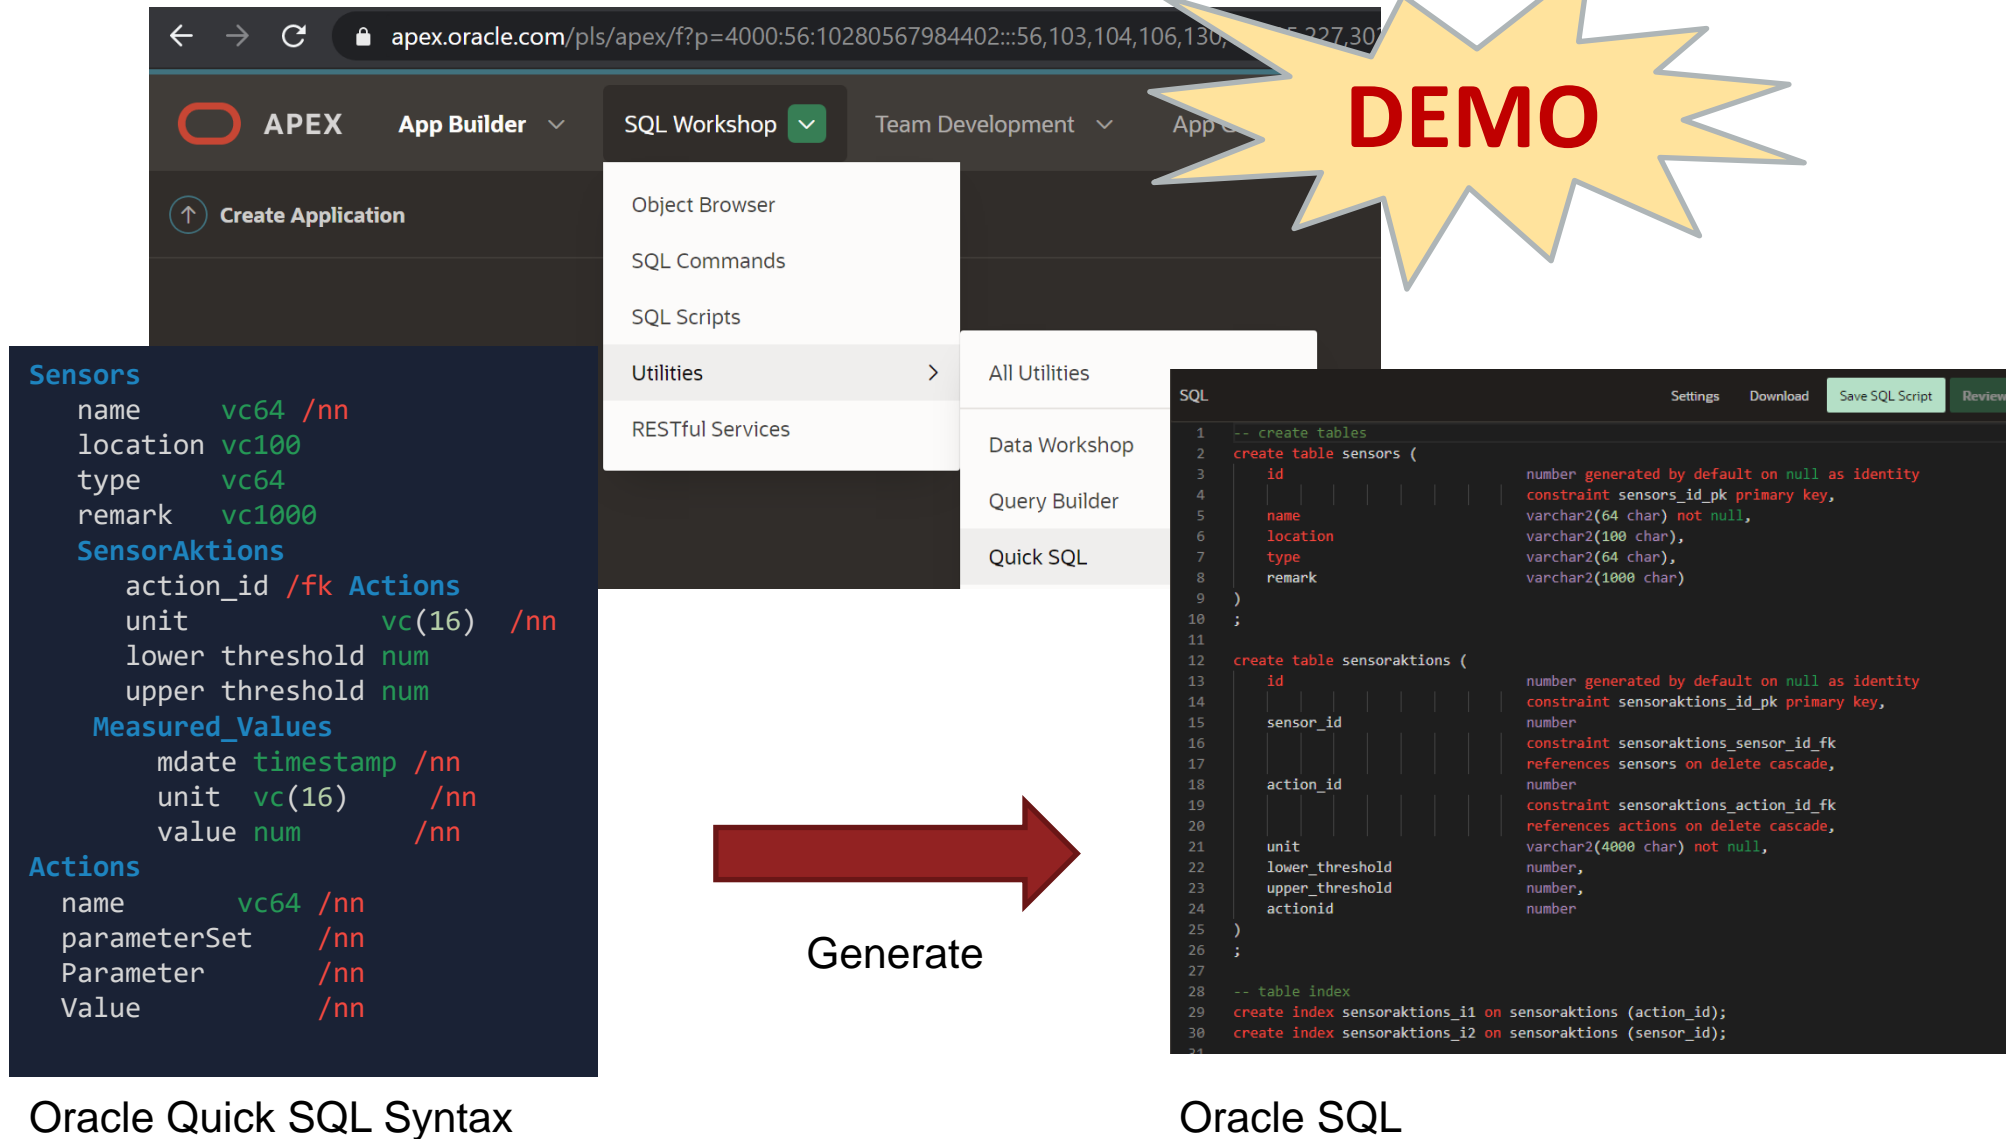 apex.oracle.com/pls/apex/f?p=4000:56:10280567984402:::56,103,104,106,130, 227,30
DEMO
APEX App Builder SQL Workshop Team Development App
Create Application
Object Browser
SQL Commands
SQL Scripts
Utilities
RESTful Services
All Utilities
Data Workshop
Query Builder
Quick SQL
Sensors
name vc64 /nn
location vc100
type vc64
remark vc1000
SensorAktions
action_id /fk Actions
unit vc(16) /nn
lower threshold num
upper threshold num
Measured_Values
mdate timestamp /nn
unit vc(16) /nn
value num /nn
Actions
name vc64 /nn
parameterSet /nn
Parameter /nn
Value /nn
Generate
SQL Settings Download Save SQL Script Review
1 -- create tables
2 create table sensors (
3 id number generated by default on null as identity
4 constraint sensors_id_pk primary key,
5 name varchar2(64 char) not null,
6 location varchar2(100 char),
7 type varchar2(64 char),
8 remark varchar2(1000 char)
9 )
10 ;
11
12 create table sensoraktions (
13 id number generated by default on null as identity
14 constraint sensoraktions_id_pk primary key,
15 sensor_id number
16 constraint sensoraktions_sensor_id_fk
17 references sensors on delete cascade,
18 action_id number
19 constraint sensoraktions_action_id_fk
20 references actions on delete cascade,
21 unit varchar2(4000 char) not null,
22 lower_threshold number,
23 upper_threshold number,
24 actionid number
25 )
26 ;
27
28 -- table index
29 create index sensoraktions_i1 on sensoraktions (action_id);
30 create index sensoraktions_i2 on sensoraktions (sensor_id);
31
Oracle Quick SQL Syntax
Oracle SQL